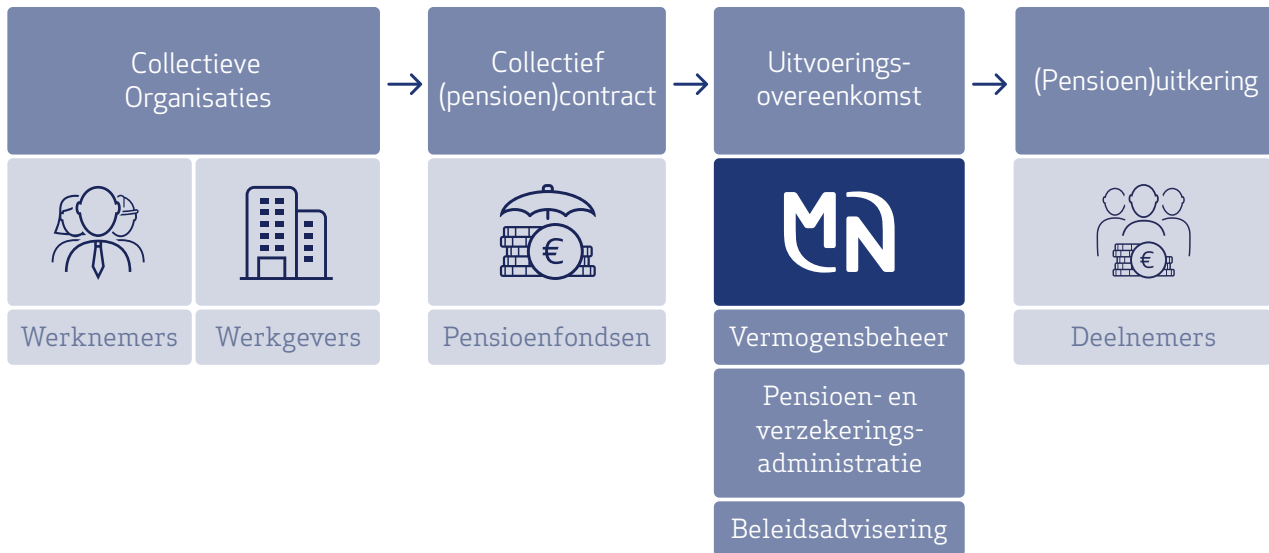 Collectieve
Organisaties
Collectief
(pensioen)contract
Uitvoerings-
overeenkomst
(Pensioen)uitkering
€
MN
€
Werknemers
Werkgevers
Pensioenfondsen
Vermogensbeheer
Deelnemers
Pensioen- en
verzekerings-
administratie
Beleidsadvisering